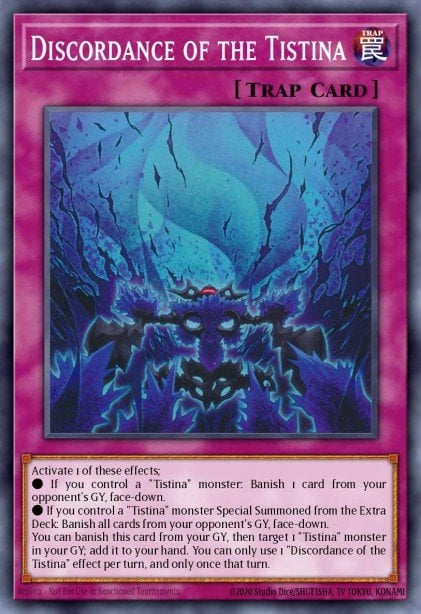 Discordance of the Tistina
TRAP
罠
[Trap Card]
Activate 1 of these effects;
● If you control a "Tistina" monster: Banish 1 card from your
opponent's GY, face-down.
● If you control a "Tistina" monster Special Summoned from the Extra
Deck: Banish all cards from your opponent's GY, face-down.
You can banish this card from your GY, then target 1 "Tistina" monster
in your GY; add it to your hand. You can only use 1 "Discordance of the
Tistina" effect per turn, and only once that turn.
Replica - Not For Use in Sanctioned Tournaments
©2020 Studio Dice/SHUEISHA, TV TOKYO, KONAMI